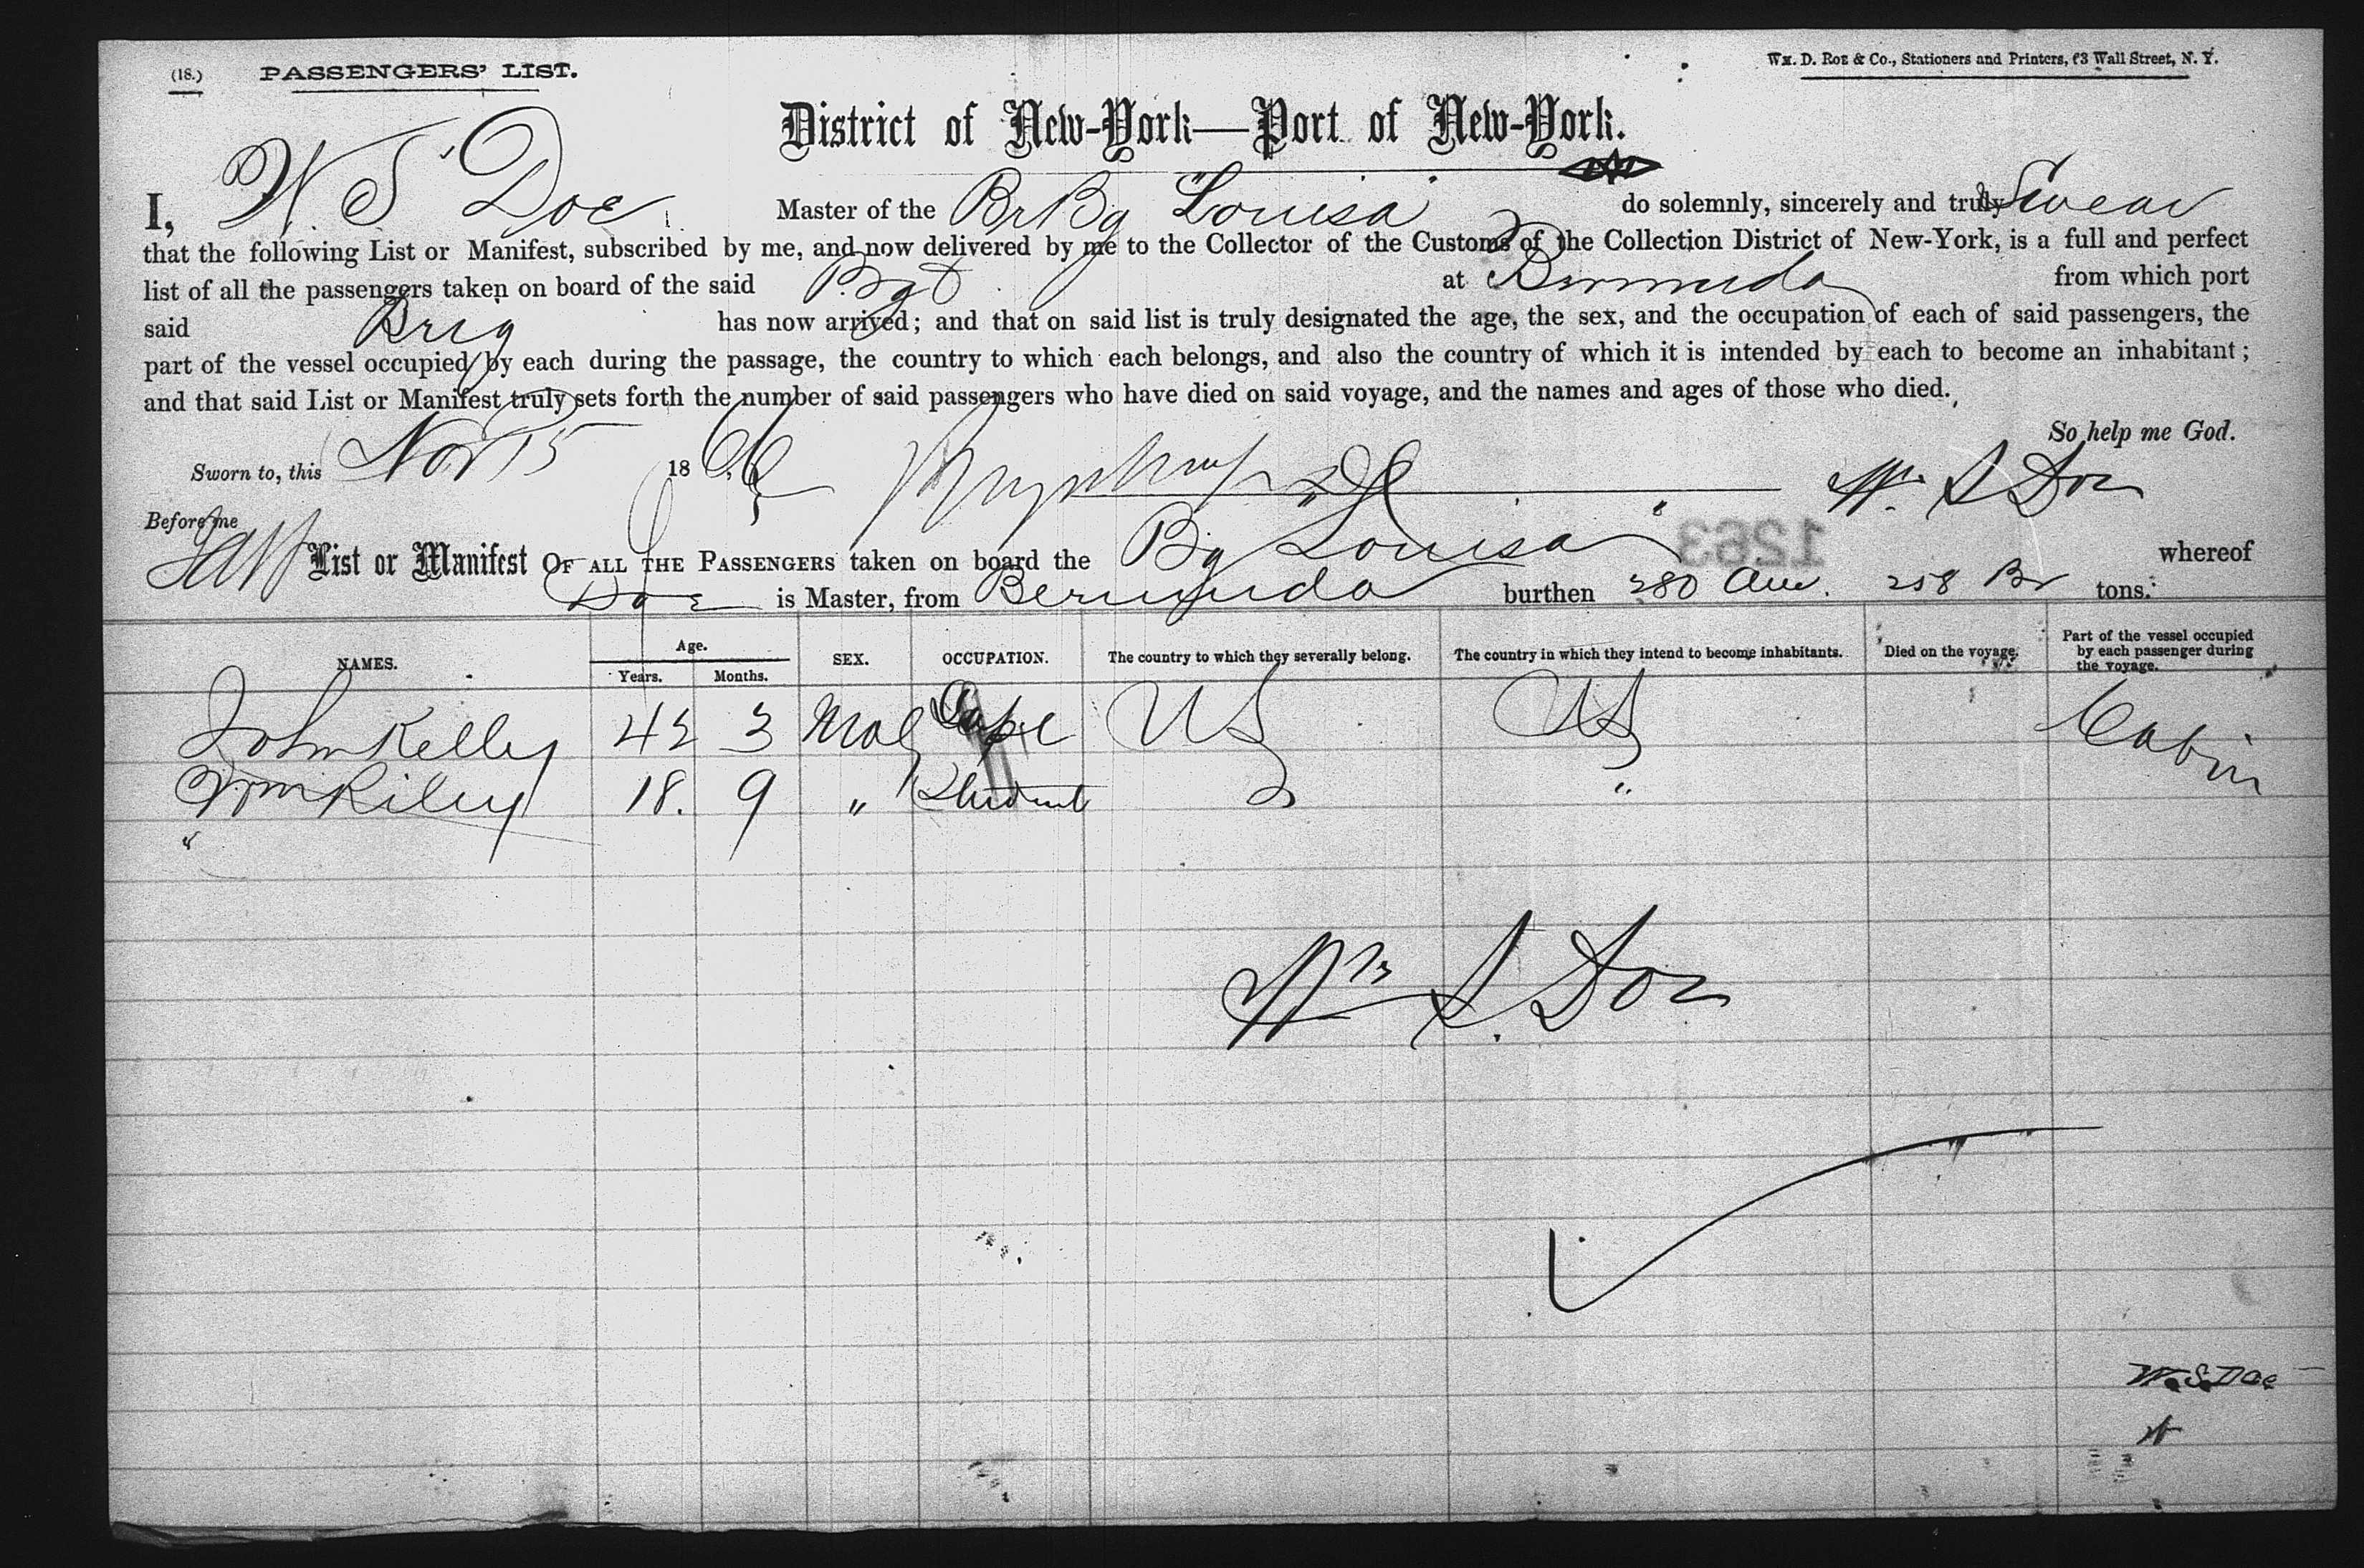 (18.) PASSENGERS' LIST. Wm. D. Roe & Co., Stationers and Printers, 63 Wall Street, N. Y.
District of New-York—Port of New-York.
I, W. S. Doe Master of the Br Bg "Louisa" do solemnly, sincerely and truly Swear
that the following List or Manifest, subscribed by me, and now delivered by me to the Collector of the Customs of the Collection District of New-York, is a full and perfect
list of all the passengers taken on board of the said Bgt at Bermuda from which port
said Brig has now arrived; and that on said list is truly designated the age, the sex, and the occupation of each of said passengers, the
part of the vessel occupied by each during the passage, the country to which each belongs, and also the country of which it is intended by each to become an inhabitant;
and that said List or Manifest truly sets forth the number of said passengers who have died on said voyage, and the names and ages of those who died.
So help me God.
Sworn to, this Nov 15 1866 Wm. S Doe
Before me
1263
List or Manifest OF ALL THE PASSENGERS taken on board the Bg "Louisa" whereof
Doe is Master, from Bermuda burthen 280 Am. 258 Br tons.
NAMES. Age. Years. Months. SEX. OCCUPATION. The country to which they severally belong. The country in which they intend to become inhabitants. Died on the voyage. Part of the vessel occupied by each passenger during the voyage.
John Kelley 42 3 Male Capt US US Cabin
Wm Riley 18. 9 " Student "
"
Wm S. Doe
W. S. Doe